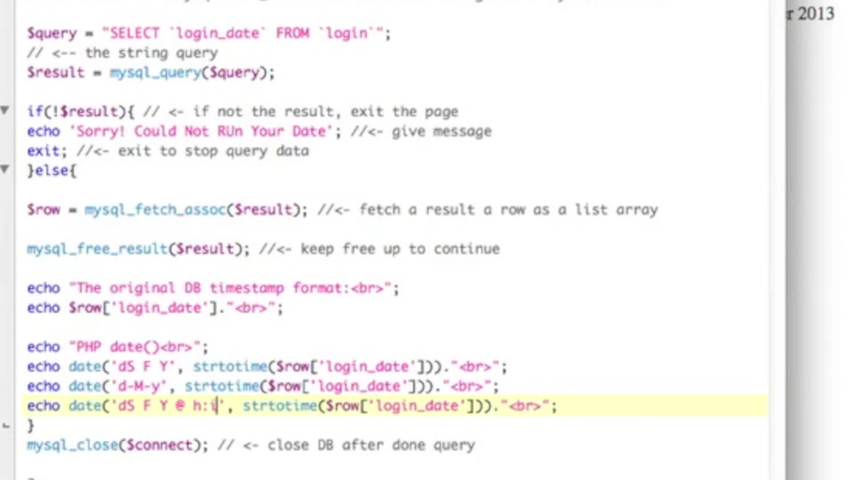 r 2013
$query = "SELECT `login_date` FROM `login`";
// <-- the string query
$result = mysql_query($query);
if(!$result){ // <- if not the result, exit the page
echo 'Sorry! Could Not RUn Your Date'; //<- give message
exit; //<- exit to stop query data
}else{
$row = mysql_fetch_assoc($result); //<- fetch a result a row as a list array
mysql_free_result($result); //<- keep free up to continue
echo "The original DB timestamp format:<br>";
echo $row['login_date']."<br>";
echo "PHP date()<br>";
echo date('dS F Y', strtotime($row['login_date']))."<br>";
echo date('d-M-y', strtotime($row['login_date']))."<br>";
echo date('dS F Y @ h:i', strtotime($row['login_date']))."<br>";
}
mysql_close($connect); // <- close DB after done query